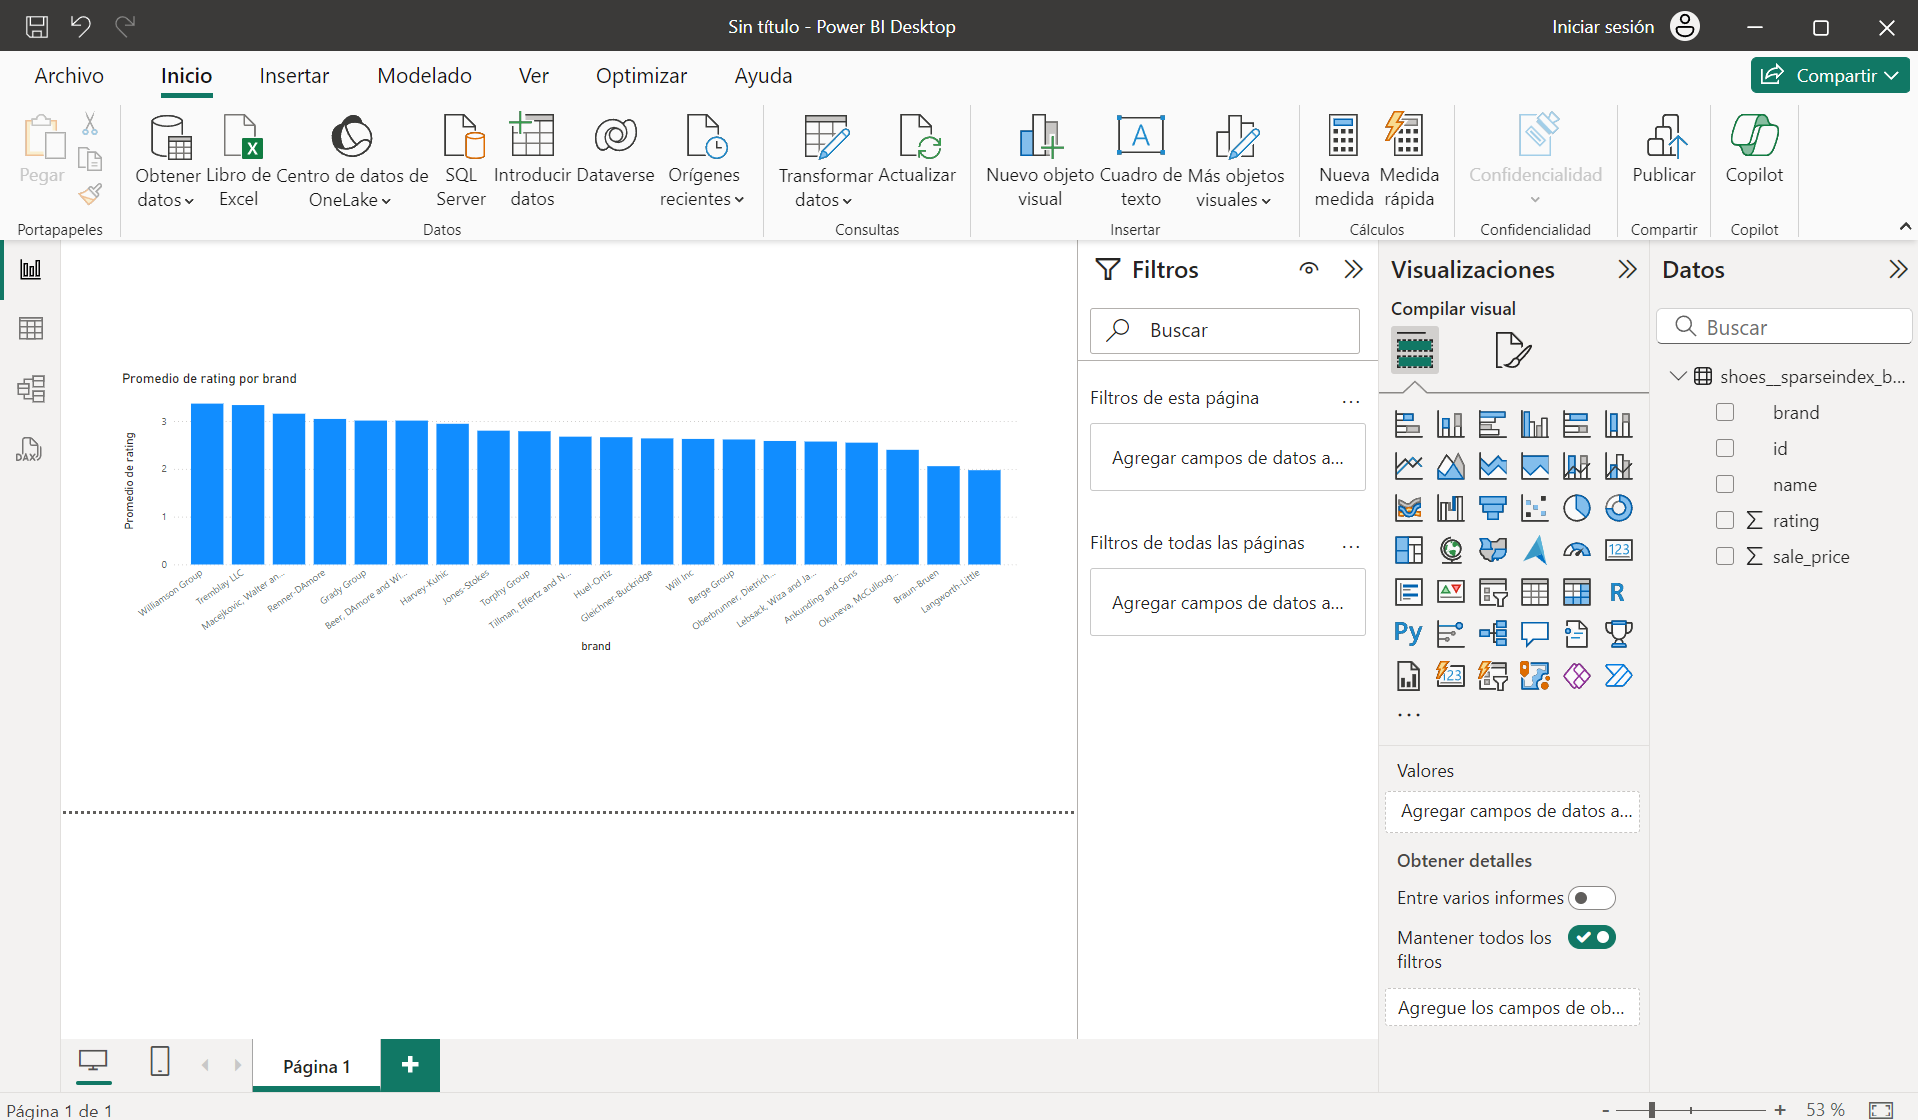 Sin título - Power BI Desktop
Iniciar sesión
Archivo
Inicio
Insertar
Modelado
Ver
Optimizar
Ayuda
Compartir
Pegar
Portapapeles
Obtener datos
Libro de Excel
Centro de datos de OneLake
SQL Server
Introducir datos
Dataverse
Orígenes recientes
Datos
Transformar datos
Actualizar
Consultas
Nuevo objeto visual
Cuadro de texto
Más objetos visuales
Insertar
Nueva medida
Medida rápida
Cálculos
Confidencialidad
Confidencialidad
Publicar
Compartir
Copilot
Copilot
DAX
Promedio de rating por brand
Promedio de rating
3
2
1
0
Williamson Group
Tremblay LLC
Macejkovic, Walter an...
Renner-DAmore
Grady Group
Beer, DAmore and Wi...
Harvey-Kuhic
Jones-Stokes
Torphy Group
Tillman, Effertz and N...
Huel-Ortiz
Gleichner-Buckridge
Will Inc
Berge Group
Oberbrunner, Dietrich...
Lebsack, Wiza and Ja...
Ankunding and Sons
Okuneva, McCulloug...
Braun-Bruen
Langworth-Little
brand
Filtros
Buscar
Filtros de esta página
...
Agregar campos de datos a...
Filtros de todas las páginas
...
Agregar campos de datos a...
Visualizaciones
Compilar visual
123
R
Py
123
...
Valores
Agregar campos de datos a...
Obtener detalles
Entre varios informes
Mantener todos los
filtros
Agregue los campos de ob...
Datos
Buscar
shoes__sparseindex_b...
brand
id
name
rating
sale_price
Página 1
+
Página 1 de 1
- + 53 %